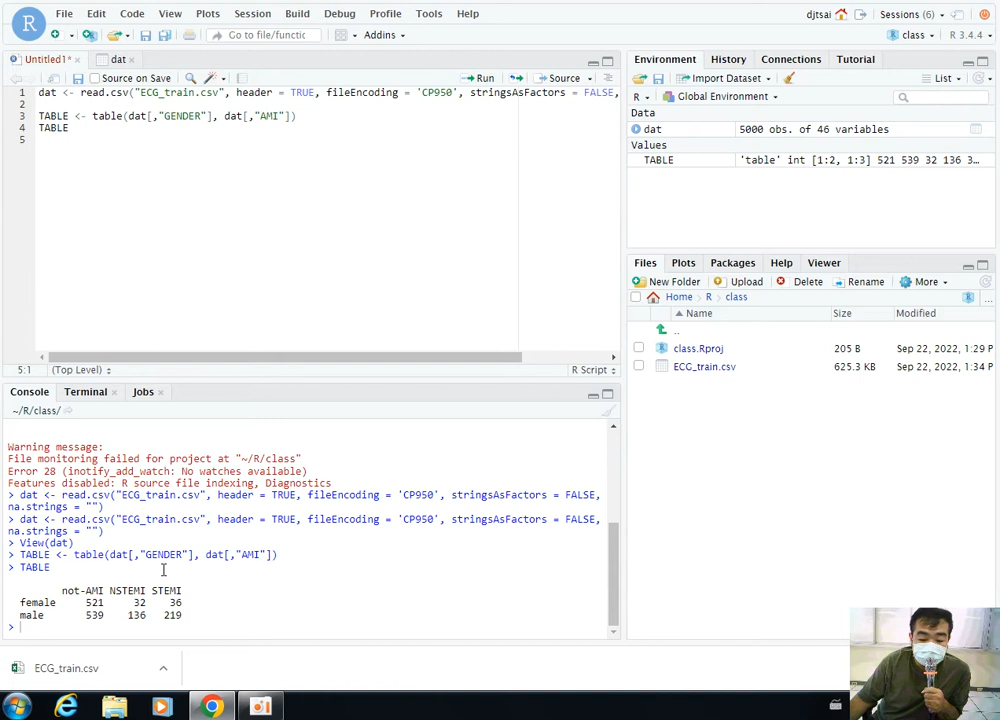 File Edit Code View Plots Session Build Debug Profile Tools Help
djtsai Sessions (6)
Go to file/functic Addins
class R 3.4.4
Untitled1* dat
Source on Save Run Source
1 dat <- read.csv("ECG_train.csv", header = TRUE, fileEncoding = 'CP950', stringsAsFactors = FALSE,
2
3 TABLE <- table(dat[,"GENDER"], dat[,"AMI"])
4 TABLE
5
5:1 (Top Level) R Script
Console Terminal Jobs
~/R/class/
Warning message:
File monitoring failed for project at "~/R/class"
Error 28 (inotify_add_watch: No watches available)
Features disabled: R source file indexing, Diagnostics
> dat <- read.csv("ECG_train.csv", header = TRUE, fileEncoding = 'CP950', stringsAsFactors = FALSE,
na.strings = "")
> dat <- read.csv("ECG_train.csv", header = TRUE, fileEncoding = 'CP950', stringsAsFactors = FALSE,
na.strings = "")
> View(dat)
> TABLE <- table(dat[,"GENDER"], dat[,"AMI"])
> TABLE
not-AMI NSTEMI STEMI
female 521 32 36
male 539 136 219
>
Environment History Connections Tutorial
Import Dataset List
R Global Environment
Data
dat 5000 obs. of 46 variables
Values
TABLE 'table' int [1:2, 1:3] 521 539 32 136 3…
Files Plots Packages Help Viewer
New Folder Upload Delete Rename More
Home R class
Name Size Modified
..
class.Rproj 205 B Sep 22, 2022, 1:29 P
ECG_train.csv 625.3 KB Sep 22, 2022, 1:34 P
ECG_train.csv